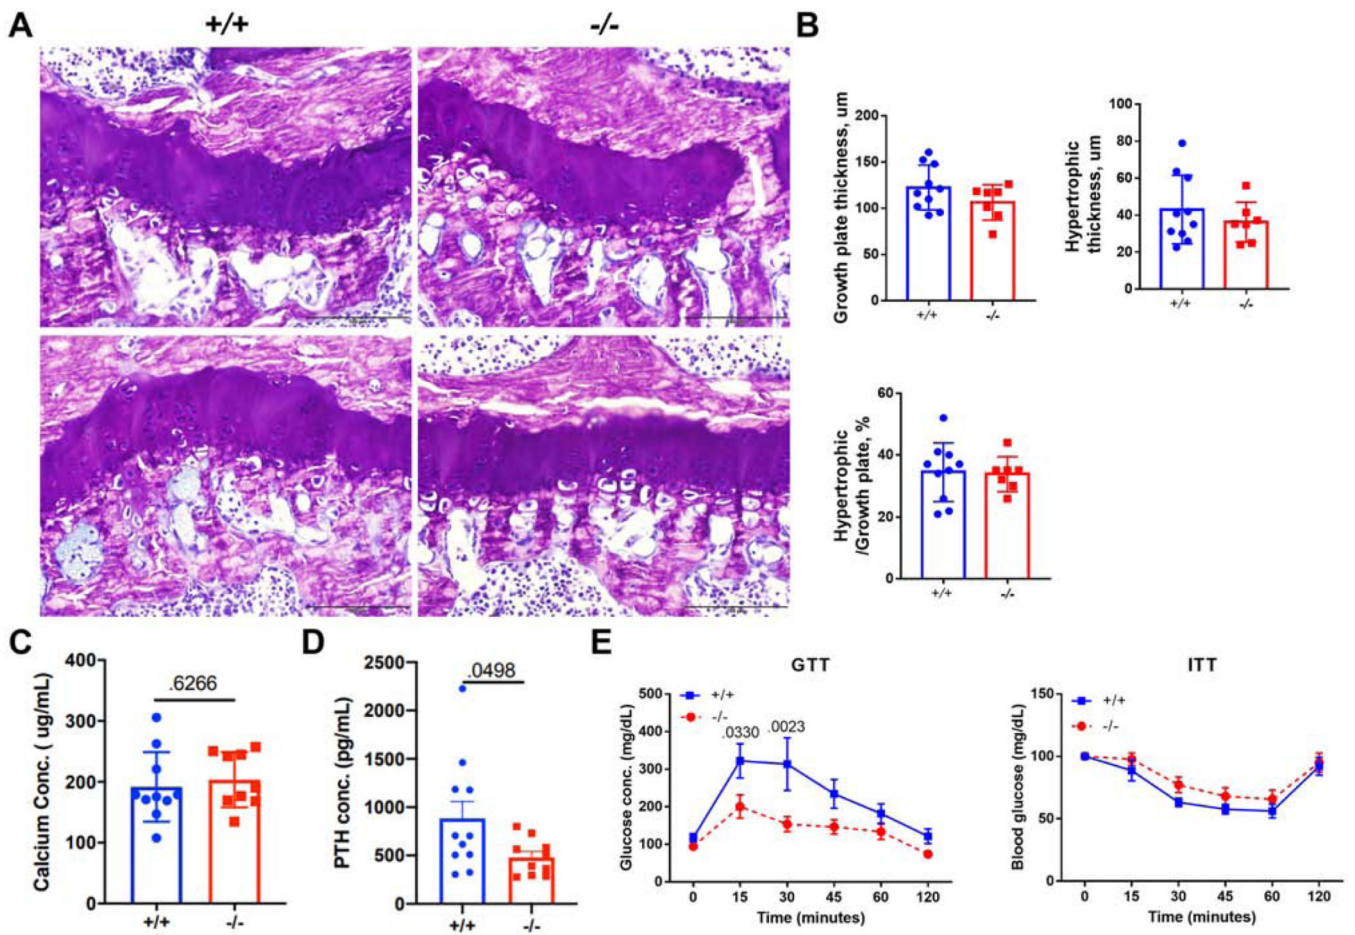 A
+/+
-/-
B
Growth plate thickness, um
200
150
100
50
0
+/+
-/-
Hypertrophic
thickness, um
100
80
60
40
20
0
+/+
-/-
Hypertrophic
/Growth plate, %
60
40
20
0
+/+
-/-
C
Calcium Conc. ( ug/mL)
400
300
200
100
0
.6266
+/+
-/-
D
PTH conc. (pg/mL)
2500
2000
1500
1000
500
0
.0498
+/+
-/-
E
GTT
Glucose conc. (mg/dL)
500
400
300
200
100
0
+/+
-/-
.0330
.0023
0 15 30 45 60 120
Time (minutes)
ITT
Blood glucose (mg/dL)
150
100
50
0
+/+
-/-
0 15 30 45 60 120
Time (minutes)